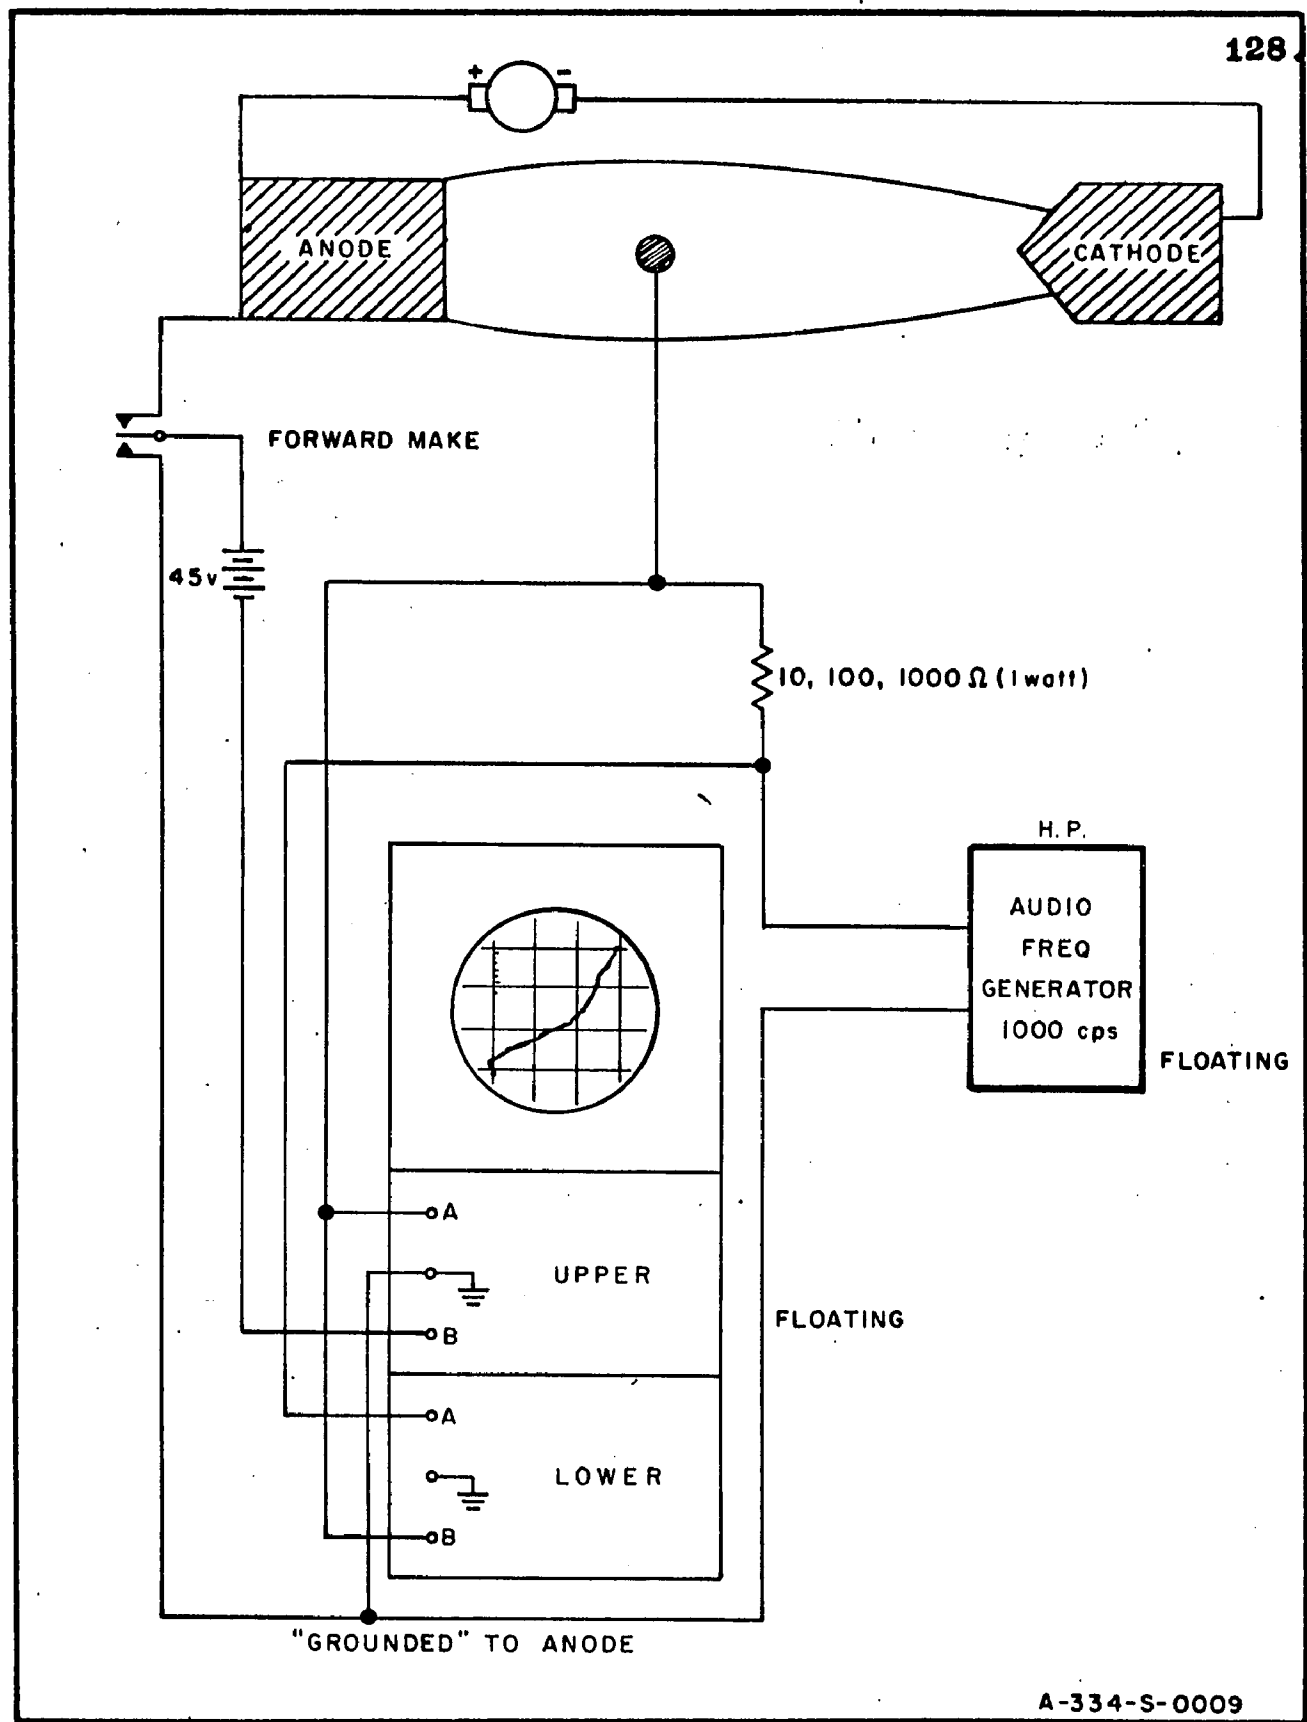 128.
+ -
ANODE
CATHODE
FORWARD MAKE
45v
10, 100, 1000 Ω (1 watt)
H. P.
AUDIO
FREQ
GENERATOR
1000 cps
FLOATING
A
UPPER
B
FLOATING
A
LOWER
B
"GROUNDED" TO ANODE
A-334-S-0009